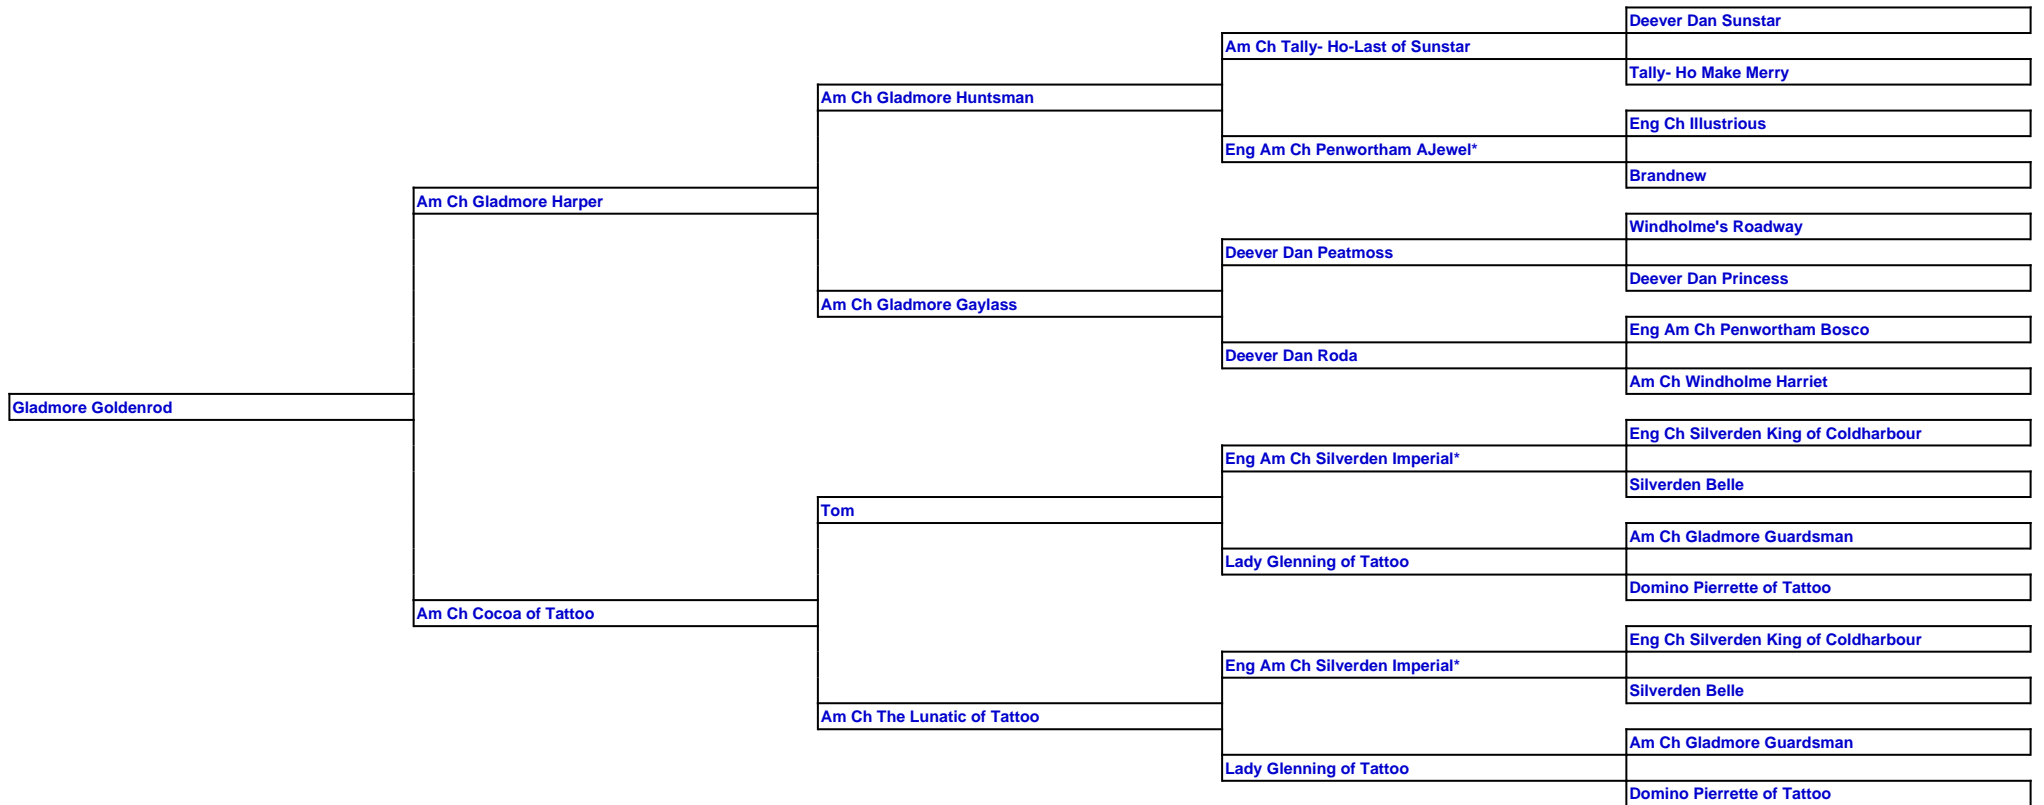 Deever Dan Sunstar
Am Ch Tally- Ho-Last of Sunstar
Tally- Ho Make Merry
Am Ch Gladmore Huntsman
Eng Ch Illustrious
Eng Am Ch Penwortham AJewel*
Brandnew
Am Ch Gladmore Harper
Windholme's Roadway
Deever Dan Peatmoss
Deever Dan Princess
Am Ch Gladmore Gaylass
Eng Am Ch Penwortham Bosco
Deever Dan Roda
Am Ch Windholme Harriet
Gladmore Goldenrod
Eng Ch Silverden King of Coldharbour
Eng Am Ch Silverden Imperial*
Silverden Belle
Tom
Am Ch Gladmore Guardsman
Lady Glenning of Tattoo
Domino Pierrette of Tattoo
Am Ch Cocoa of Tattoo
Eng Ch Silverden King of Coldharbour
Eng Am Ch Silverden Imperial*
Silverden Belle
Am Ch The Lunatic of Tattoo
Am Ch Gladmore Guardsman
Lady Glenning of Tattoo
Domino Pierrette of Tattoo